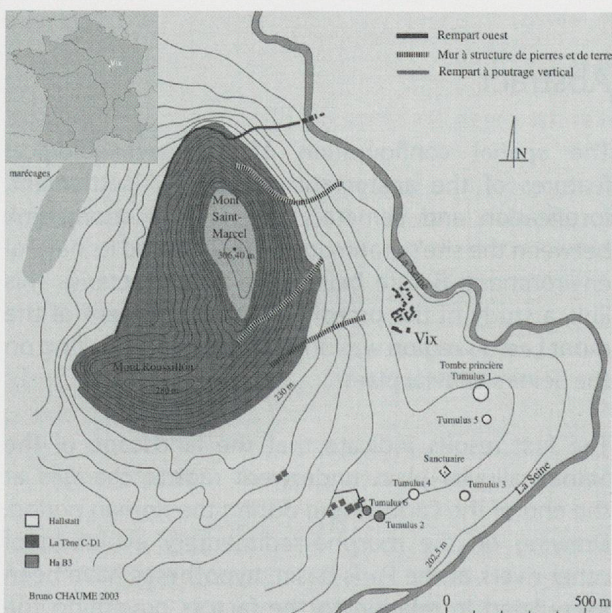 Vix
Rempart ouest
Mur à structure de pierres et de terre
Rempart à poutrage vertical
N
marécages
Mont
Saint-
Marcel
306,40 m
La Seine
Vix
Mont Roussillon
280 m
230 m
Tombe princière
Tumulus 1
Tumulus 5
Sanctuaire
Tumulus 4
Tumulus 3
La Seine
Tumulus 6
Tumulus 2
202,5 m
Hallstatt
La Tène C-D1
Ha B3
Bruno CHAUME 2003
0 500 m